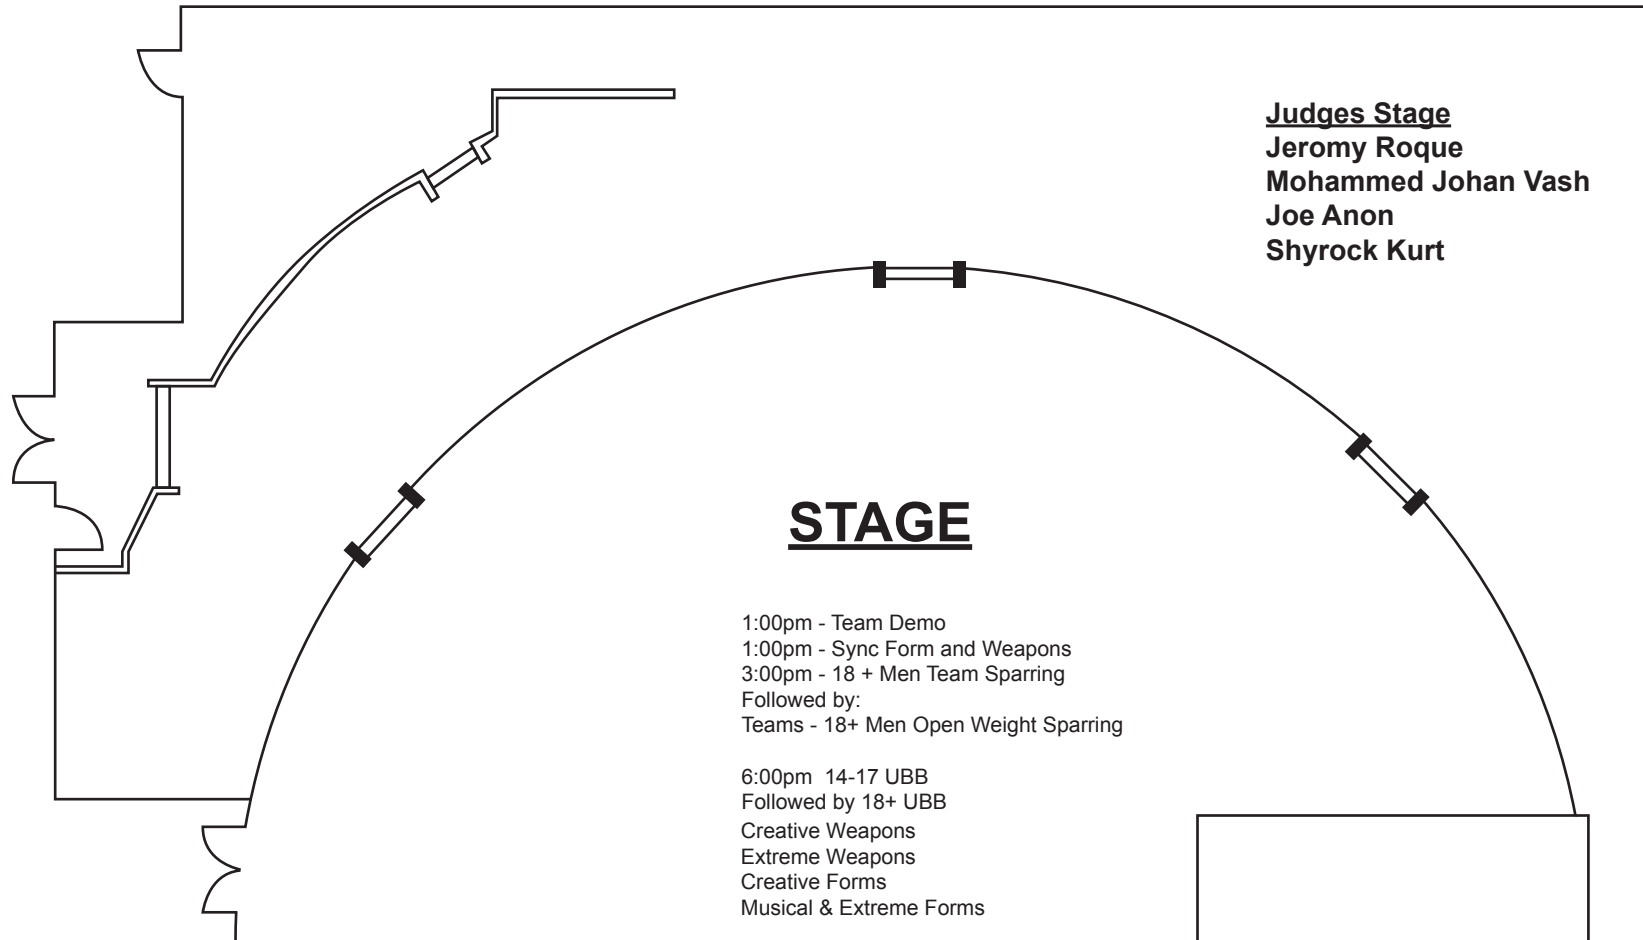 Judges Stage
Jeromy Roque
Mohammed Johan Vash
Joe Anon
Shyrock Kurt
STAGE
1:00pm - Team Demo
1:00pm - Sync Form and Weapons
3:00pm - 18 + Men Team Sparring
Followed by:
Teams - 18+ Men Open Weight Sparring
6:00pm  14-17 UBB
Followed by 18+ UBB
Creative Weapons
Extreme Weapons
Creative Forms
Musical & Extreme Forms